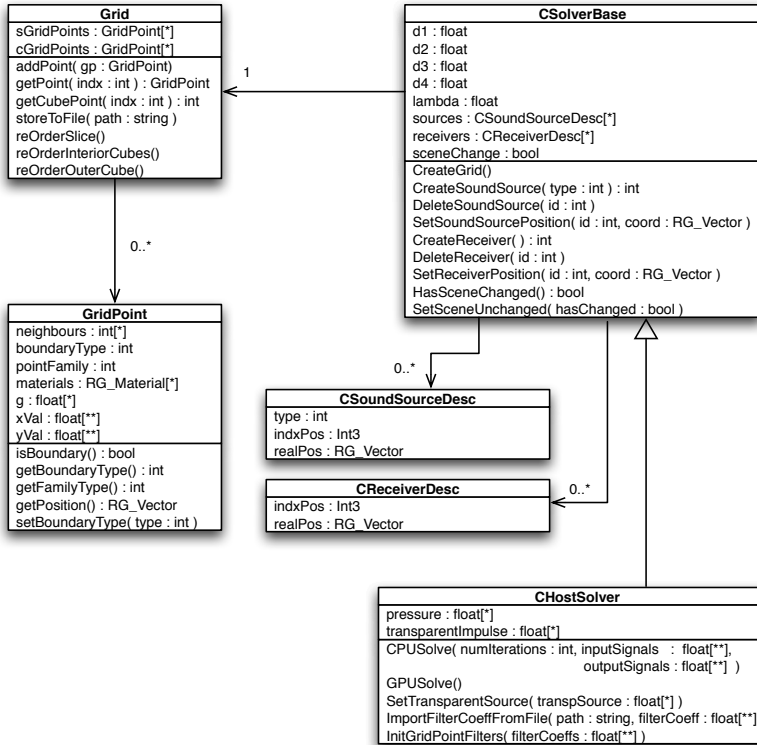 Grid
sGridPoints : GridPoint[*]
cGridPoints : GridPoint[*]
addPoint( gp : GridPoint)
getPoint( indx : int ) : GridPoint
getCubePoint( indx : int ) : int
storeToFile( path : string )
reOrderSlice()
reOrderInteriorCubes()
reOrderOuterCube()
1
CSolverBase
d1 : float
d2 : float
d3 : float
d4 : float
lambda : float
sources : CSoundSourceDesc[*]
receivers : CReceiverDesc[*]
sceneChange : bool
CreateGrid()
CreateSoundSource( type : int ) : int
DeleteSoundSource( id : int )
SetSoundSourcePosition( id : int, coord : RG_Vector )
CreateReceiver( ) : int
DeleteReceiver( id : int )
SetReceiverPosition( id : int, coord : RG_Vector )
HasSceneChanged() : bool
SetSceneUnchanged( hasChanged : bool )
0..*
GridPoint
neighbours : int[*]
boundaryType : int
pointFamily : int
materials : RG_Material[*]
g : float[*]
xVal : float[**]
yVal : float[**]
isBoundary() : bool
getBoundaryType() : int
getFamilyType() : int
getPosition() : RG_Vector
setBoundaryType( type : int )
0..*
CSoundSourceDesc
type : int
indxPos : Int3
realPos : RG_Vector
CReceiverDesc
indxPos : Int3
realPos : RG_Vector
0..*
CHostSolver
pressure : float[*]
transparentImpulse : float[*]
CPUSolve( numIterations : int, inputSignals : float[**],
outputSignals : float[**] )
GPUSolve()
SetTransparentSource( transpSource : float[*] )
ImportFilterCoeffFromFile( path : string, filterCoeff : float[**]
InitGridPointFilters( filterCoeffs : float[**] )